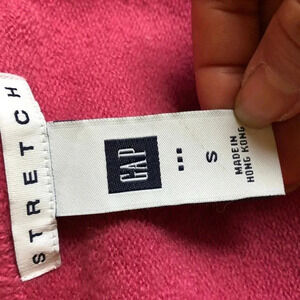 STRETCH
GAP
S
MADE IN
HONG KONG